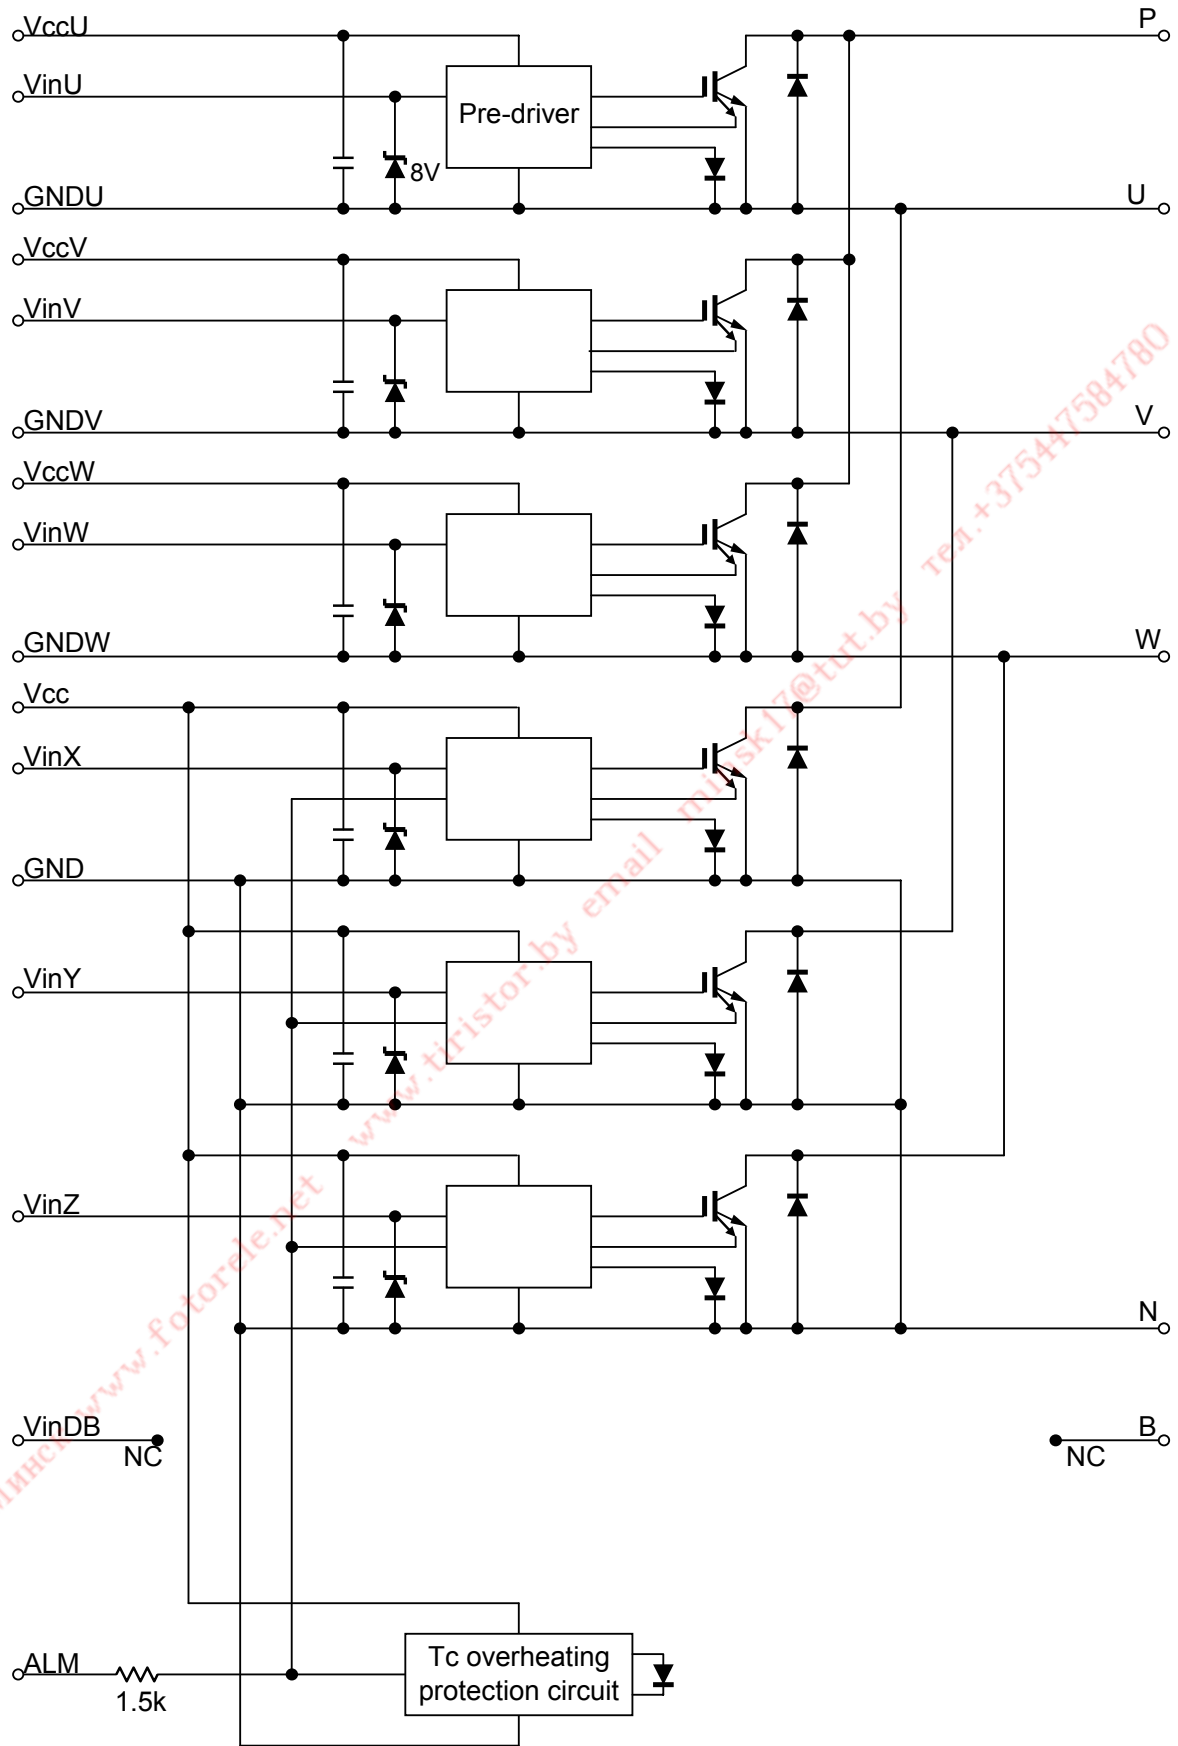 VccU
P
VinU
Pre-driver
8V
GNDU
U
VccV
VinV
GNDV
V
VccW
VinW
GNDW
W
Vcc
VinX
GND
VinY
VinZ
N
VinDB
NC
B
NC
ALM
1.5k
Tc overheating
protection circuit
www.fotorele.net www.tiristor.by email minsk17@tut.by тел.+375447584780